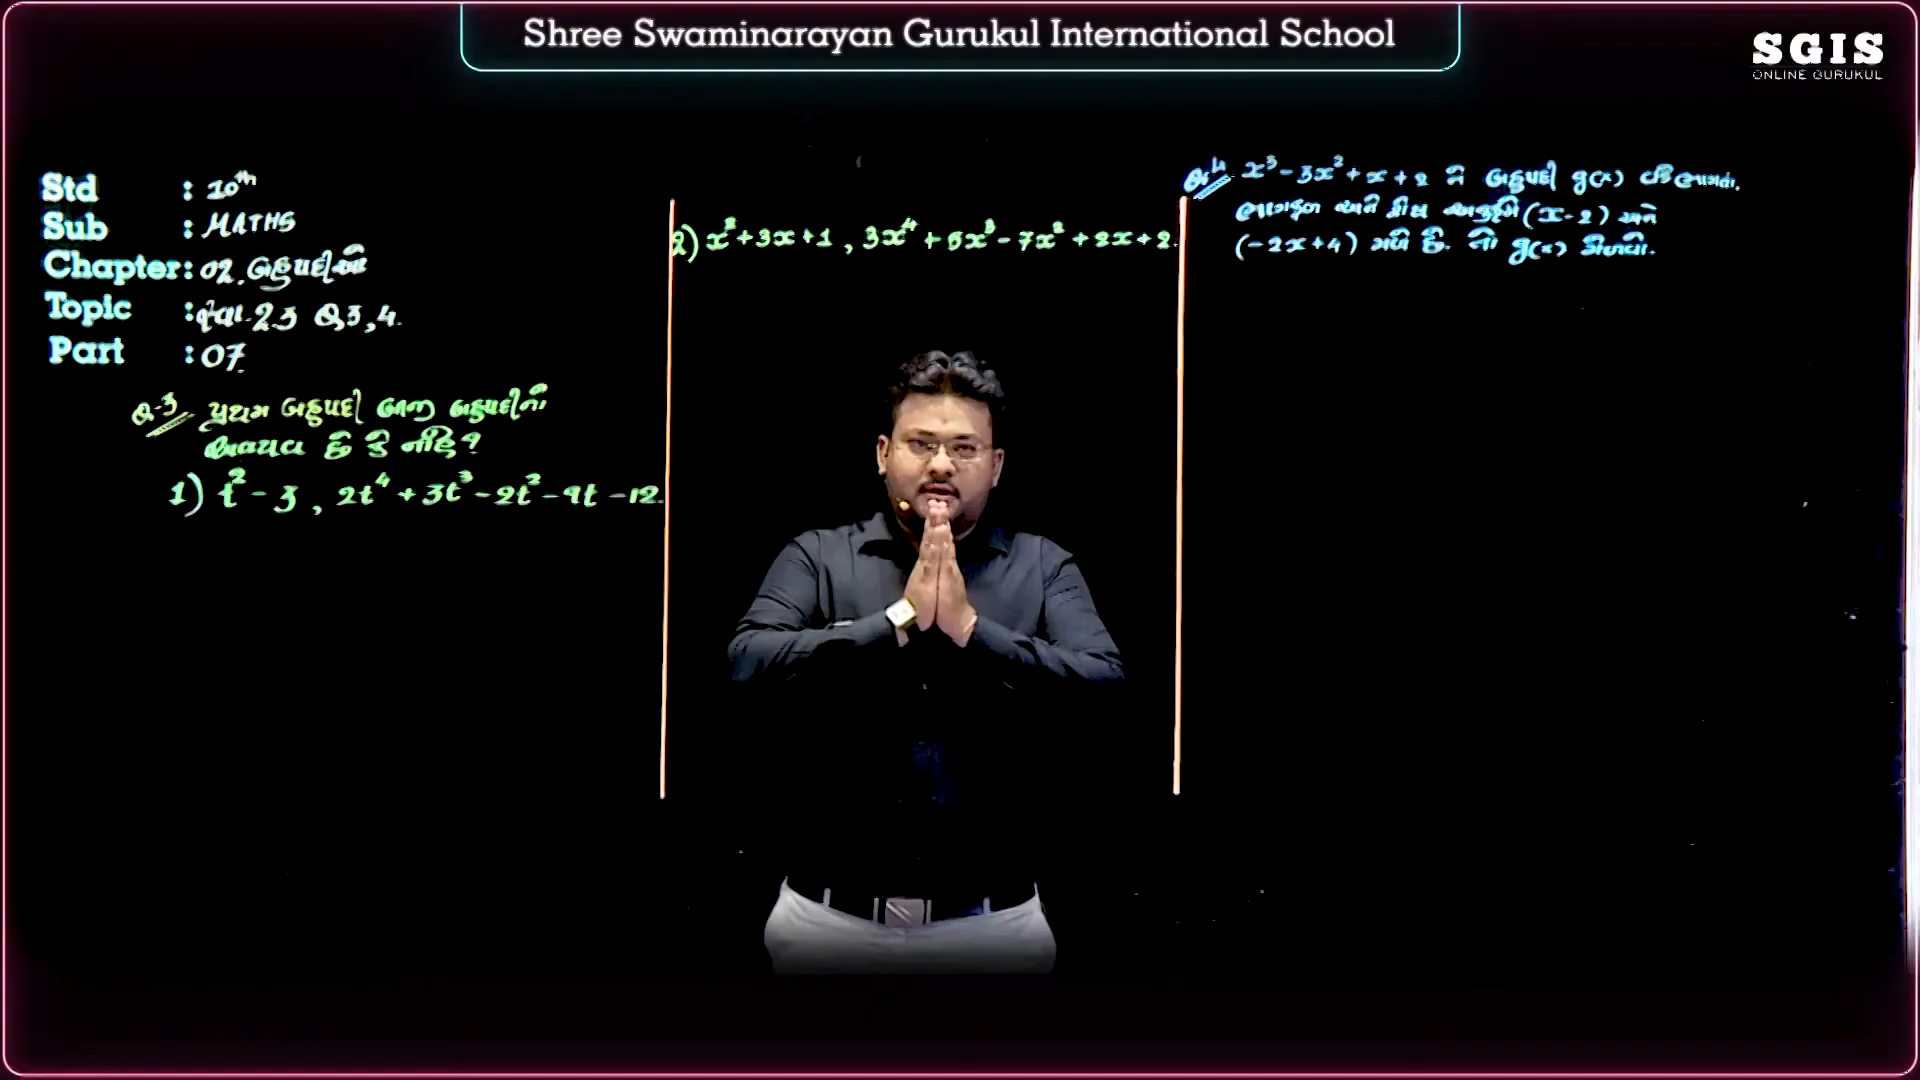 Shree Swaminarayan Gurukul International School
SGIS
ONLINE GURUKUL
Std : 10th
Sub : MATHS
Chapter : 02. બહુપદીઓ
Topic : સ્વા. 2.3 Q 3, 4.
Part : 07.
Q-3 પ્રથમ બહુપદી બીજી બહુપદીનો
અવયવ છે કે નહિ?
1) t² - 3 , 2t⁴ + 3t³ - 2t² - 9t - 12.
2) x² + 3x + 1 , 3x⁴ + 5x³ - 7x² + 2x + 2.
Q-4 x³ - 3x² + x + 2 ને બહુપદી g(x) વડે ભાગતા,
ભાગફળ અને શેષ અનુક્રમે (x - 2) અને
(-2x + 4) મળે છે. તો g(x) શોધો.